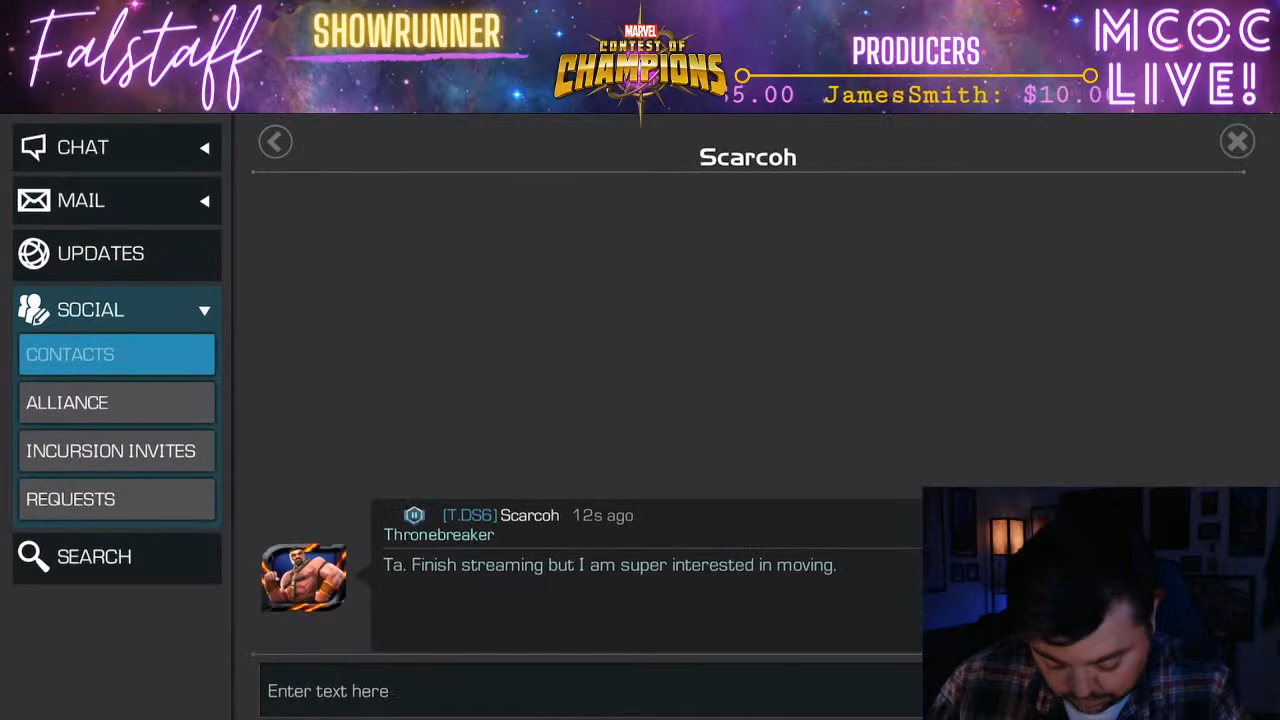 Falstaff
SHOWRUNNER
MARVEL
CONTEST OF
CHAMPIONS
PRODUCERS
5.00 JamesSmith: $10.0
MCOC
LIVE!
CHAT
MAIL
UPDATES
SOCIAL
CONTACTS
ALLIANCE
INCURSION INVITES
REQUESTS
SEARCH
Scarcoh
[T.DS6] Scarcoh 12s ago
Thronebreaker
Ta. Finish streaming but I am super interested in moving.
Enter text here